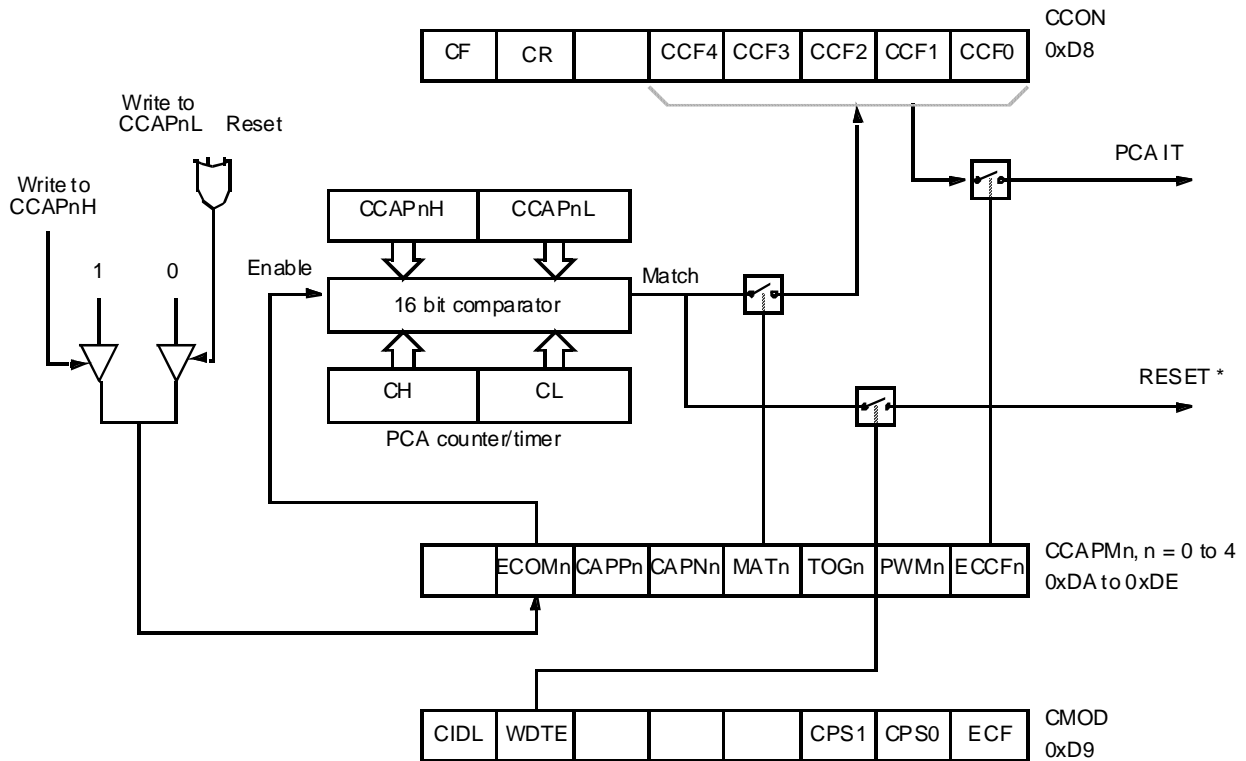 CCON
0xD8
CF CR CCF4 CCF3 CCF2 CCF1 CCF0
Write to
CCAPnL Reset
PCA IT
Write to
CCAPnH
CCAPnH CCAPnL
1 0 Enable
Match
16 bit comparator
CH CL
RESET *
PCA counter/timer
ECOMn CAPPn CAPNn MATn TOGn PWMn ECCFn
CCAPMn, n = 0 to 4
0xDA to 0xDE
CIDL WDTE CPS1 CPS0 ECF
CMOD
0xD9